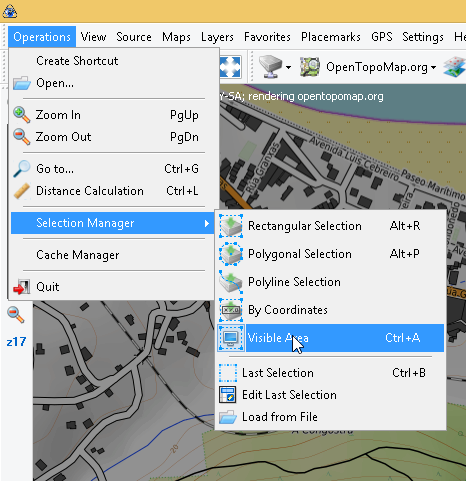 Operations View Source Maps Layers Favorites Placemarks GPS Settings He
Create Shortcut
Open...
OpenTopoMap.org
Y-SA; rendering opentopomap.org
Zoom In PgUp
Zoom Out PgDn
Go to... Ctrl+G
Distance Calculation Ctrl+L
Avenida Luis Cebreiro
Paseo Marítimo
Rúa Granxas
Selection Manager
Rectangular Selection Alt+R
Cache Manager
Polygonal Selection Alt+P
Quit
Polyline Selection
By Coordinates
z17
Visible Area Ctrl+A
Last Selection Ctrl+B
Edit Last Selection
Load from File
A Congostra